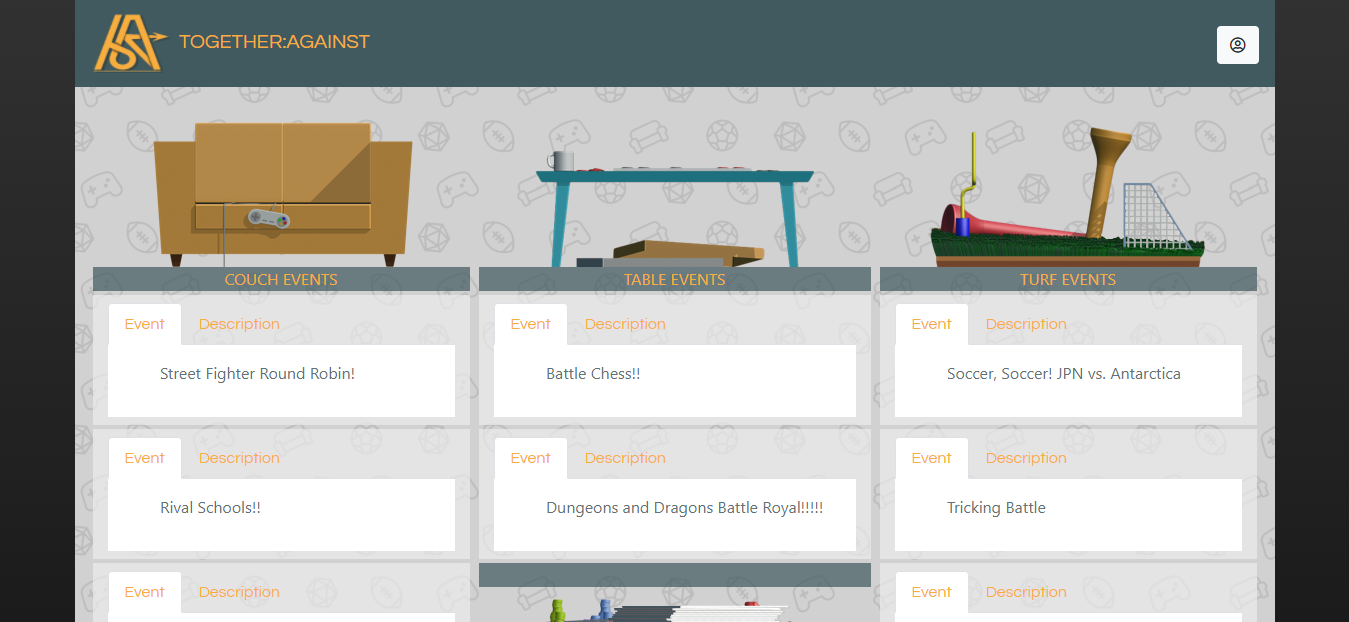 TOGETHER:AGAINST
COUCH EVENTS
Event Description
Street Fighter Round Robin!
Event Description
Rival Schools!!
Event Description
TABLE EVENTS
Event Description
Battle Chess!!
Event Description
Dungeons and Dragons Battle Royal!!!!!
TURF EVENTS
Event Description
Soccer, Soccer! JPN vs. Antarctica
Event Description
Tricking Battle
Event Description